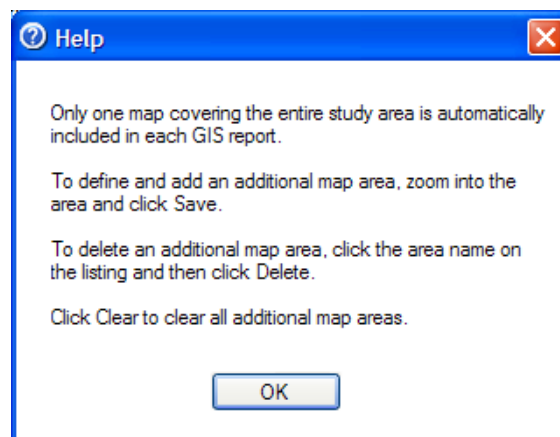 Help
Only one map covering the entire study area is automatically
included in each GIS report.
To define and add an additional map area, zoom into the
area and click Save.
To delete an additional map area, click the area name on
the listing and then click Delete.
Click Clear to clear all additional map areas.
OK